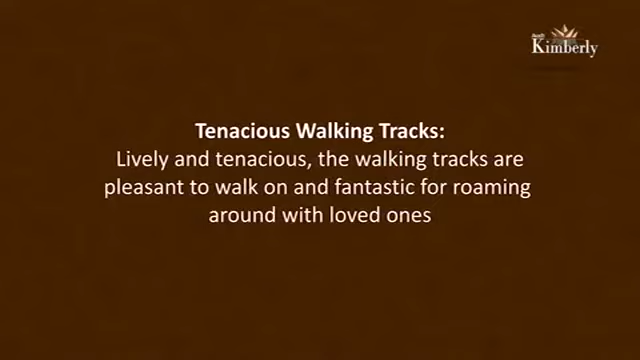 Kimberly
Tenacious Walking Tracks:
Lively and tenacious, the walking tracks are
pleasant to walk on and fantastic for roaming
around with loved ones